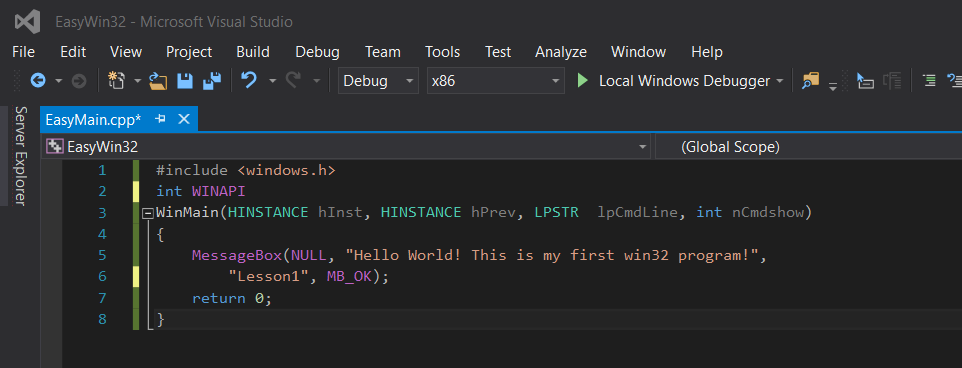 EasyWin32 - Microsoft Visual Studio
File Edit View Project Build Debug Team Tools Test Analyze Window Help
Debug x86 Local Windows Debugger
Server Explorer
EasyMain.cpp*
EasyWin32 (Global Scope)
1 #include <windows.h>
2 int WINAPI
3 WinMain(HINSTANCE hInst, HINSTANCE hPrev, LPSTR  lpCmdLine, int nCmdshow)
4 {
5     MessageBox(NULL, "Hello World! This is my first win32 program!",
6         "Lesson1", MB_OK);
7     return 0;
8 }